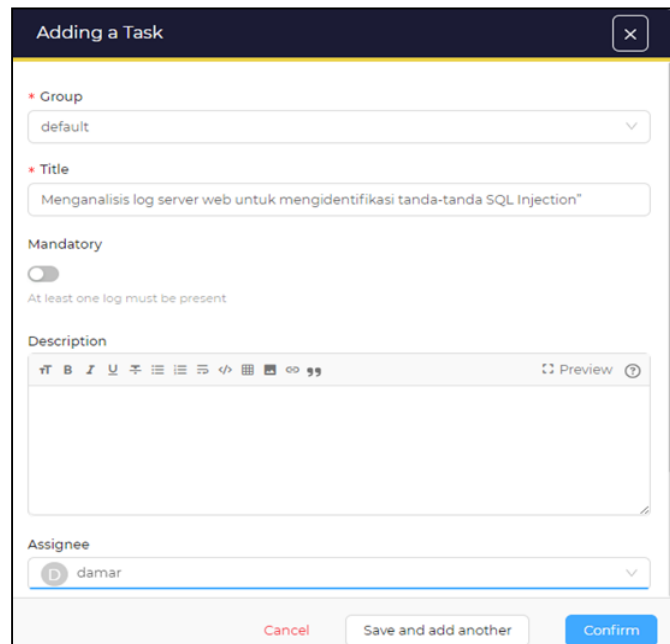 Adding a Task
* Group
default
* Title
Menganalisis log server web untuk mengidentifikasi tanda-tanda SQL Injection”
Mandatory
At least one log must be present
Description
Preview
Assignee
D damar
Cancel Save and add another Confirm